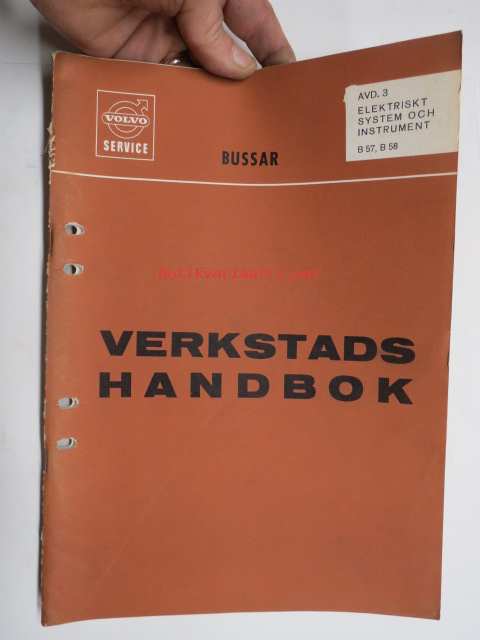 VOLVO
SERVICE
BUSSAR
AVD. 3
ELEKTRISKT
SYSTEM OCH
INSTRUMENT
B 57, B 58
VERKSTADS
HANDBOK